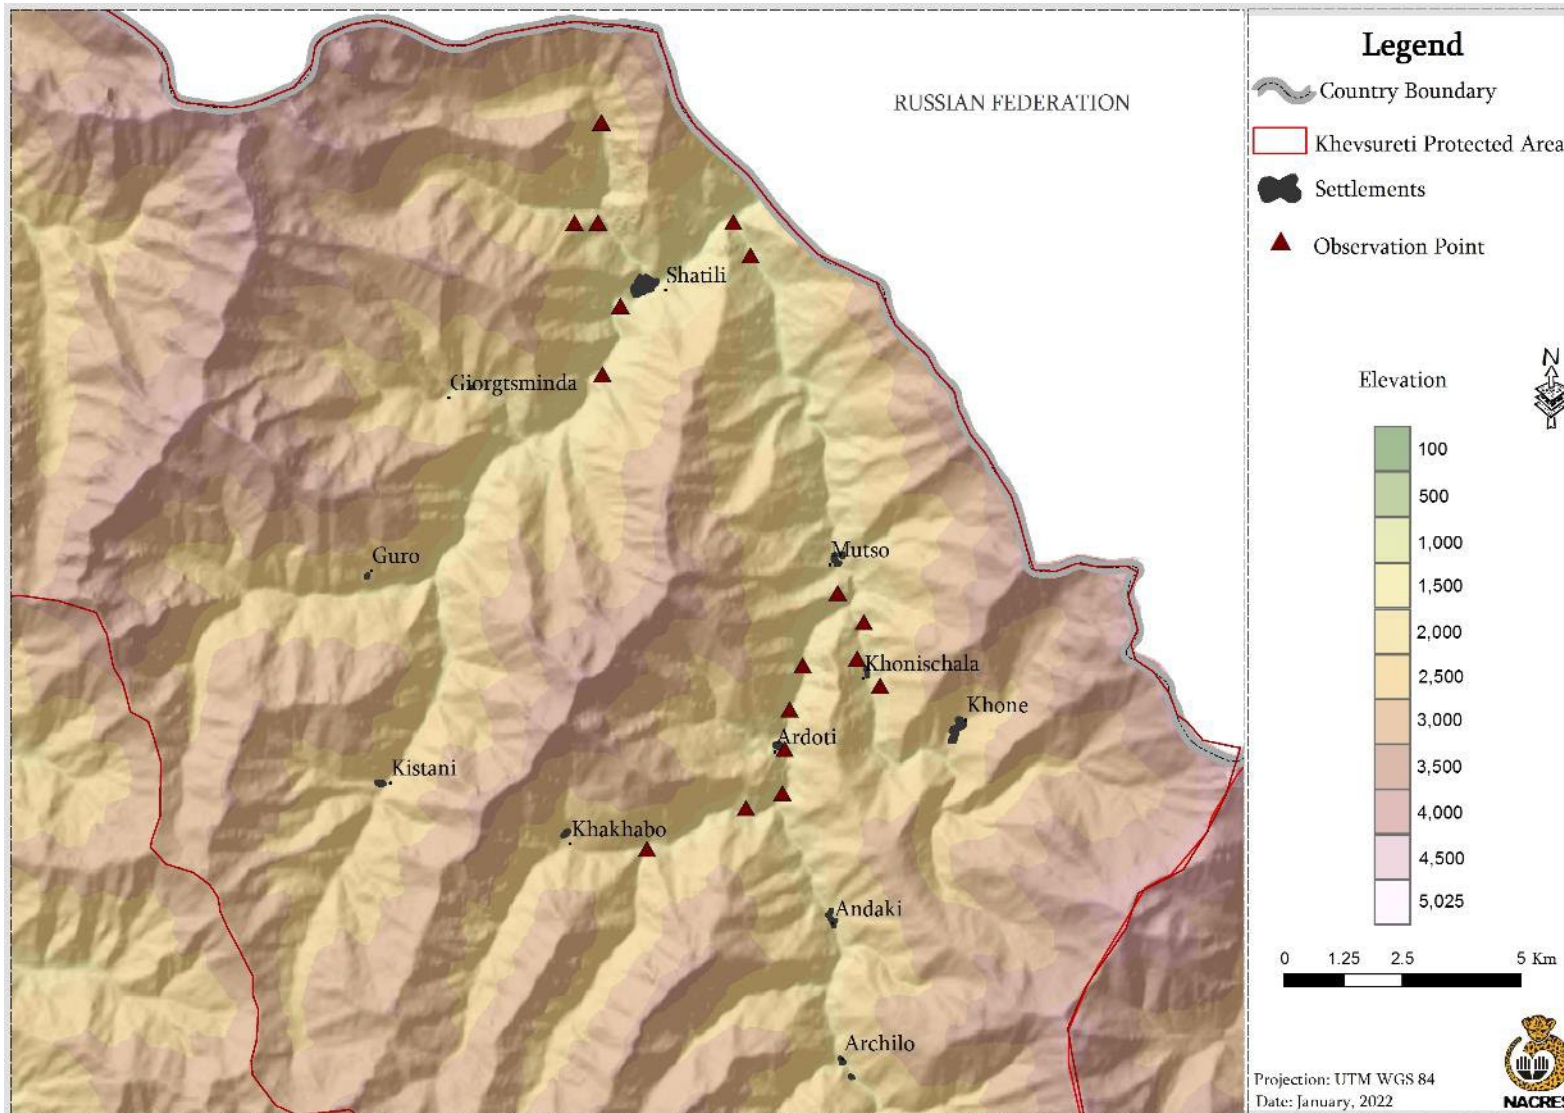 RUSSIAN FEDERATION
Shatili
Giorgtsminda
Guro
Mutso
Khonischala
Khone
Ardoti
Kistani
Khakhabo
Andaki
Archilo
Legend
Country Boundary
Khevsureti Protected Area
Settlements
Observation Point
N
Elevation
100
500
1,000
1,500
2,000
2,500
3,000
3,500
4,000
4,500
5,025
0 1.25 2.5 5 Km
Projection: UTM WGS 84
Date: January, 2022
NACRES